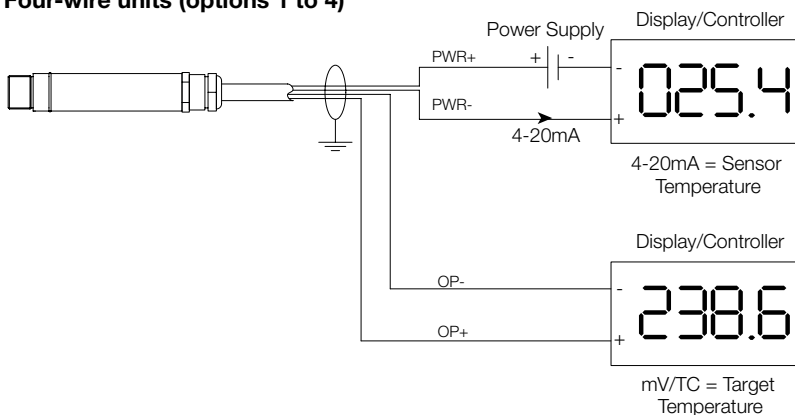 Four-wire units (options 1 to 4)
Power Supply
Display/Controller
PWR+
+
-
-
025.4
PWR-
+
4-20mA
4-20mA = Sensor
Temperature
Display/Controller
OP-
-
238.6
OP+
+
mV/TC = Target
Temperature